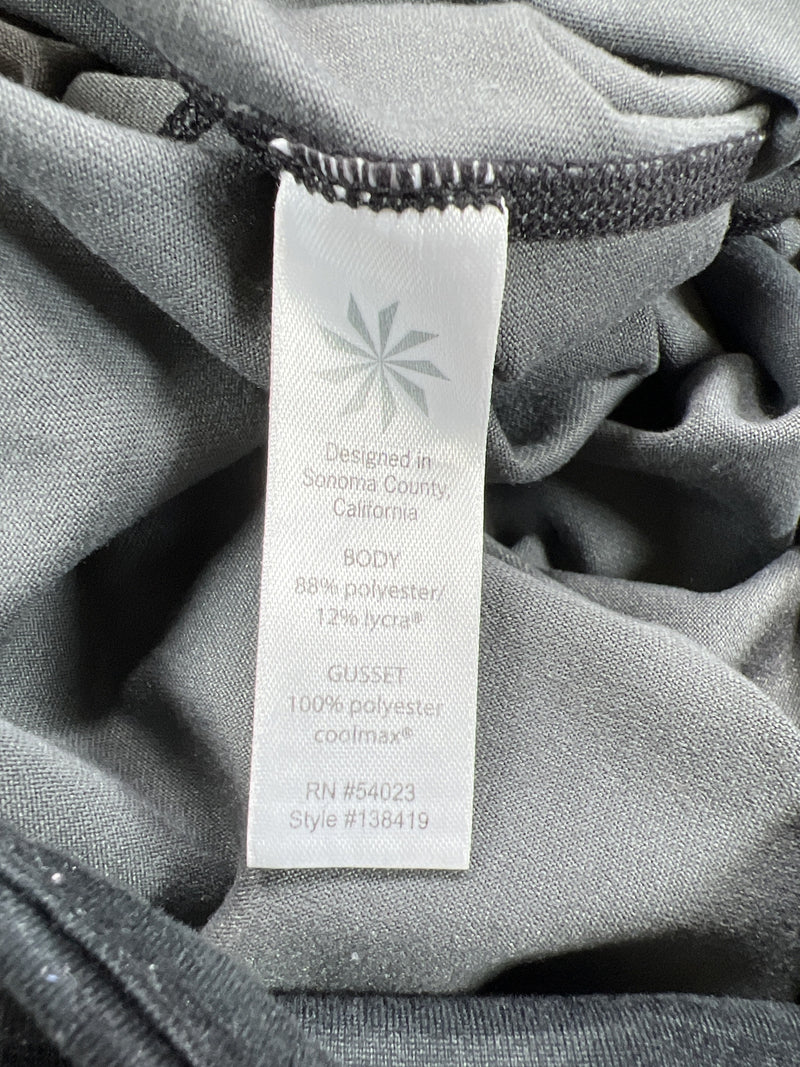 Designed in
Sonoma County,
California
BODY
88% polyester/
12% lycra®
GUSSET
100% polyester
coolmax®
RN #54023
Style #138419